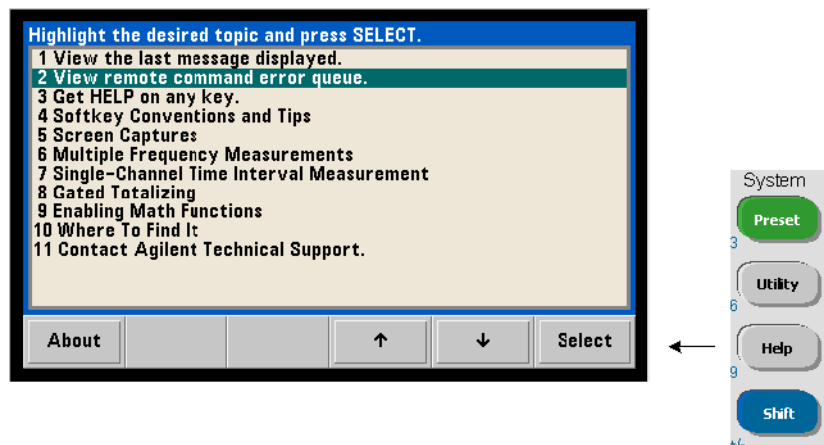 Highlight the desired topic and press SELECT.
1 View the last message displayed.
2 View remote command error queue.
3 Get HELP on any key.
4 Softkey Conventions and Tips
5 Screen Captures
6 Multiple Frequency Measurements
7 Single-Channel Time Interval Measurement
8 Gated Totalizing
9 Enabling Math Functions
10 Where To Find It
11 Contact Agilent Technical Support.
About ↑ ↓ Select
System
Preset
3
Utility
6
Help
9
Shift